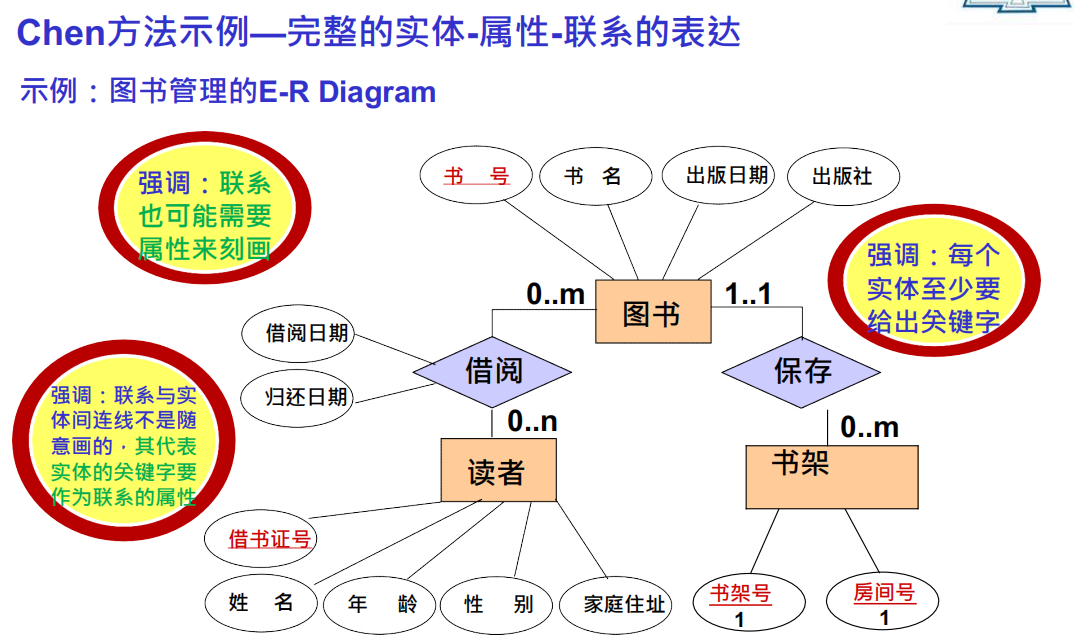 Chen方法示例—完整的实体-属性-联系的表达
示例：图书管理的E-R Diagram
强调：联系
也可能需要
属性来刻画
书 号
书 名
出版日期
出版社
强调：每个
实体至少要
给出关键字
0..m
图书
1..1
借阅日期
归还日期
借阅
保存
强调：联系与实
体间连线不是随
意画的，其代表
实体的关键字要
作为联系的属性
0..n
0..m
读者
书架
借书证号
姓 名
年 龄
性 别
家庭住址
书架号
1
房间号
1